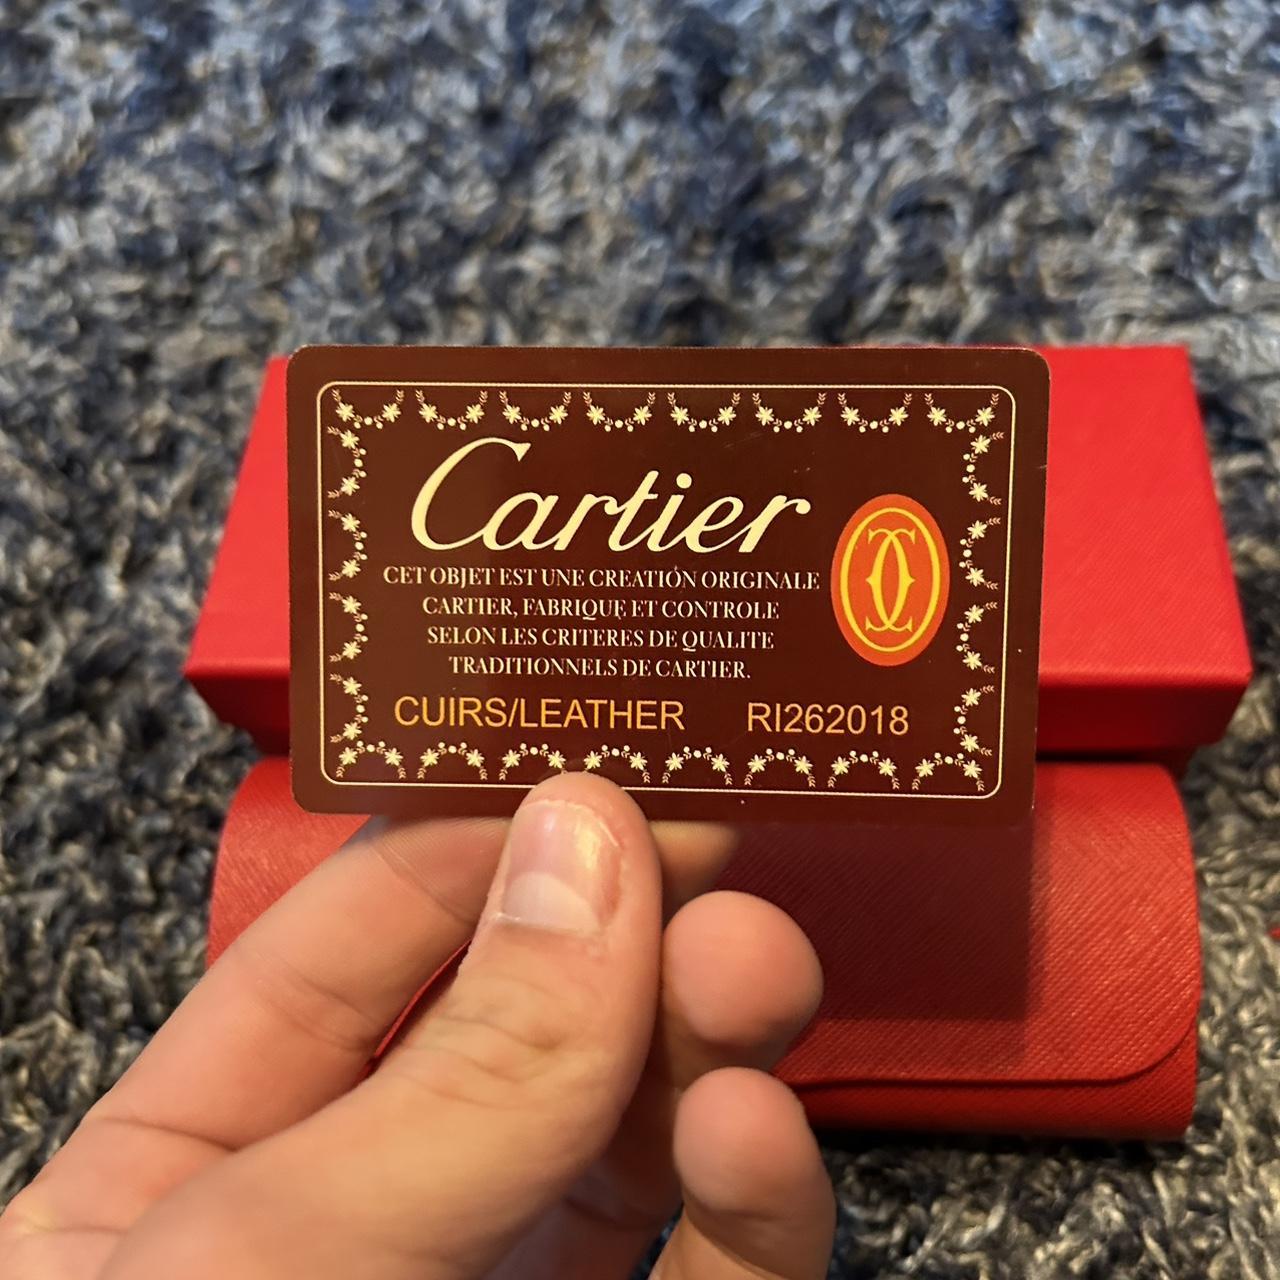 Cartier
CET OBJET EST UNE CREATIÓN ORIGINALE
CARTIER, FABRIQUE ET CONTROLE
SELON LES CRITERES DE QUALITE
TRADITIONNELS DE CARTIER.
CUIRS/LEATHER RI262018